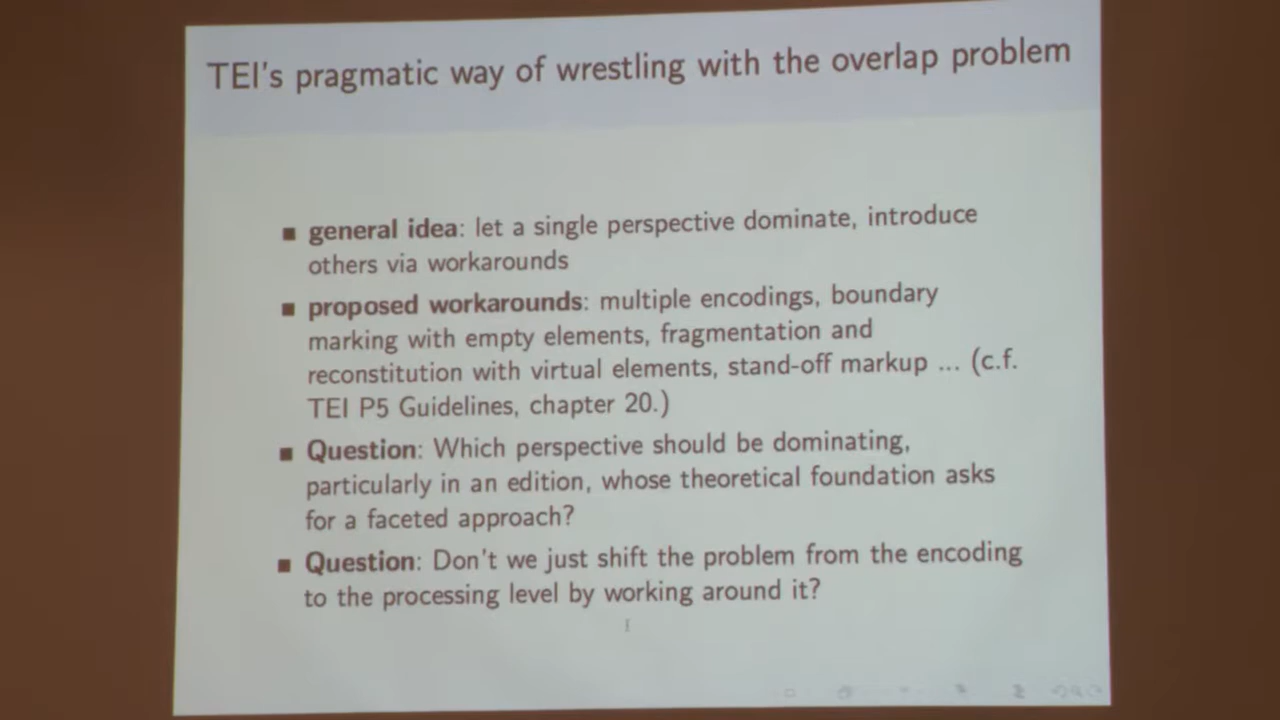 TEI's pragmatic way of wrestling with the overlap problem
■ general idea: let a single perspective dominate, introduce
others via workarounds
■ proposed workarounds: multiple encodings, boundary
marking with empty elements, fragmentation and
reconstitution with virtual elements, stand-off markup ... (c.f.
TEI P5 Guidelines, chapter 20.)
■ Question: Which perspective should be dominating,
particularly in an edition, whose theoretical foundation asks
for a faceted approach?
■ Question: Don't we just shift the problem from the encoding
to the processing level by working around it?